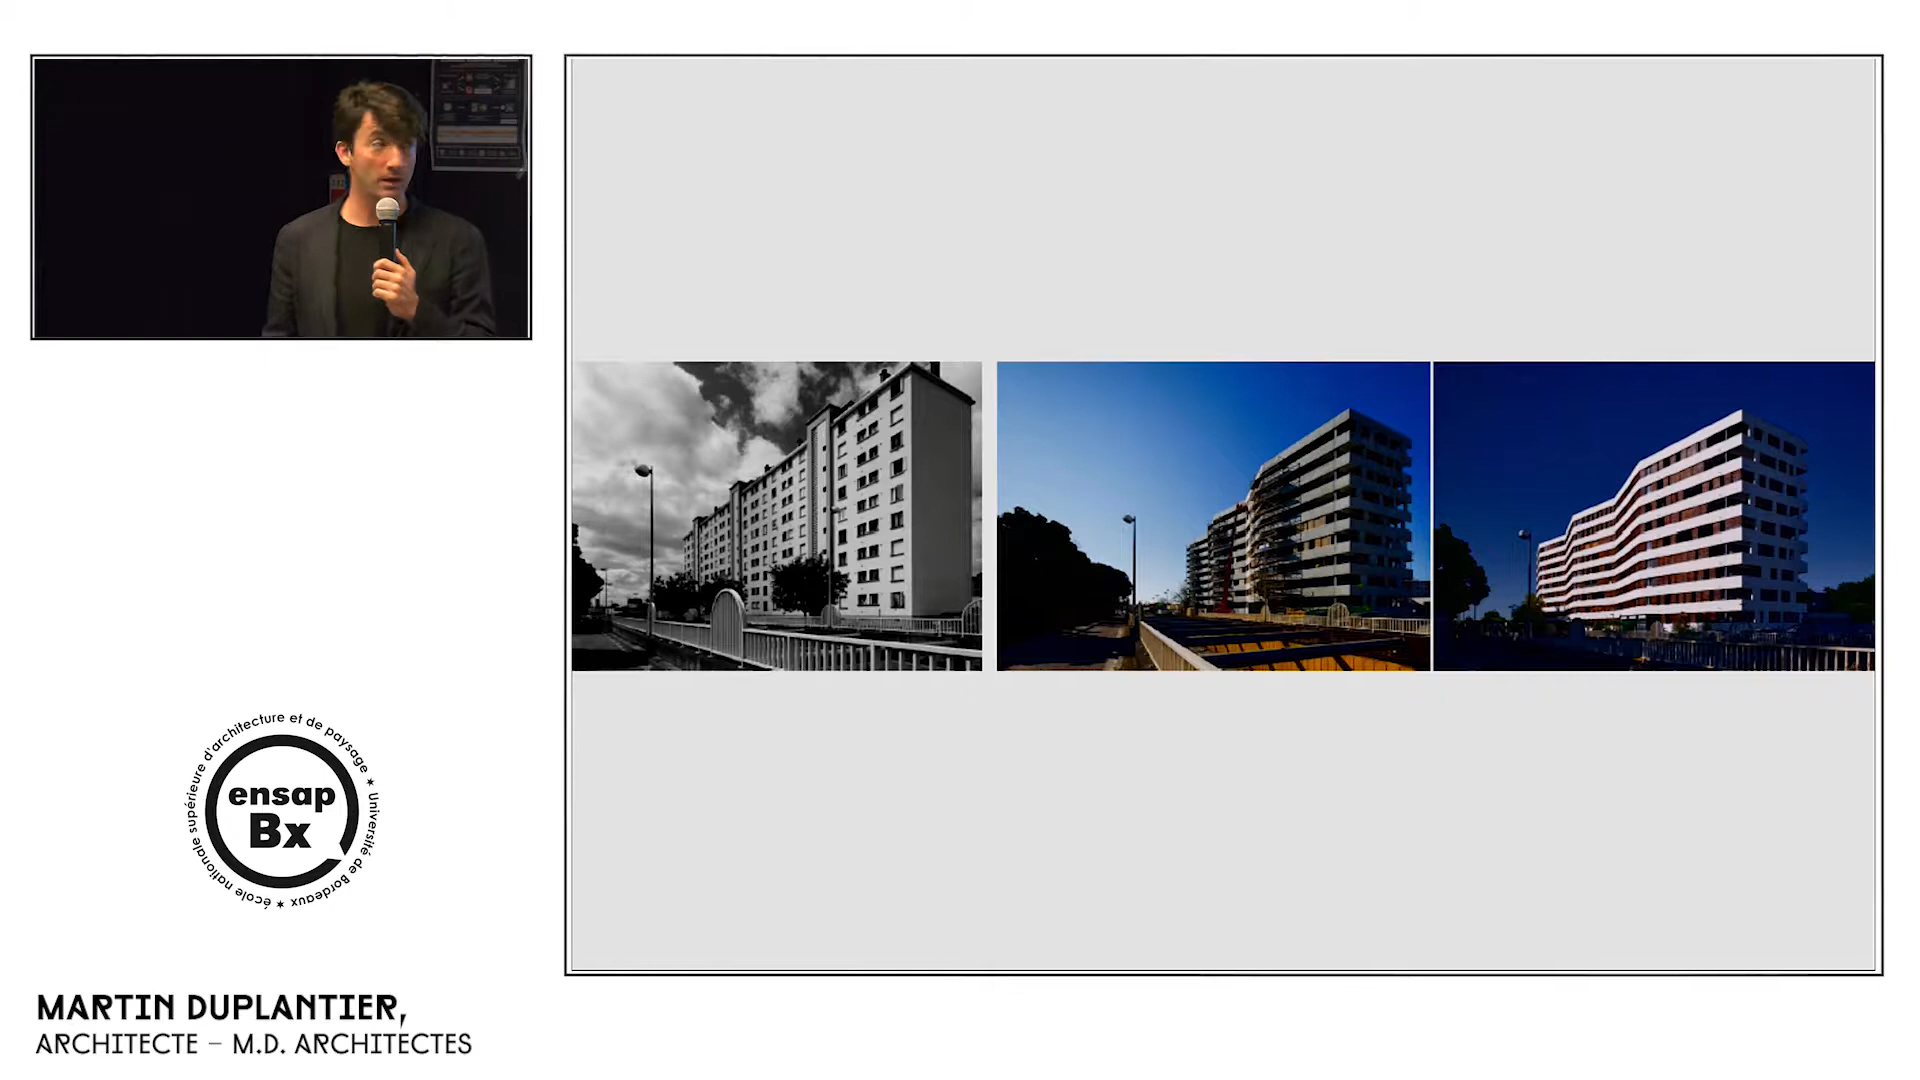 école nationale supérieure d'architecture et de paysage ★ Université de Bordeaux ★
ensap
Bx
MARTIN DUPLANTIER,
ARCHITECTE – M.D. ARCHITECTES